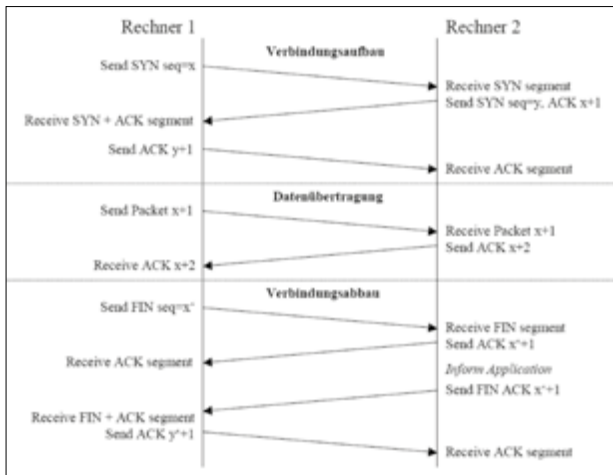 Rechner 1
Rechner 2
Verbindungsaufbau
Send SYN seq=x
Receive SYN segment
Send SYN seq=y, ACK x+1
Receive SYN + ACK segment
Send ACK y+1
Receive ACK segment
Datenübertragung
Send Packet x+1
Receive Packet x+1
Send ACK x+2
Receive ACK x+2
Verbindungsabbau
Send FIN seq=x'
Receive FIN segment
Send ACK x'+1
Receive ACK segment
Inform Application
Send FIN ACK x'+1
Receive FIN + ACK segment
Send ACK y'+1
Receive ACK segment